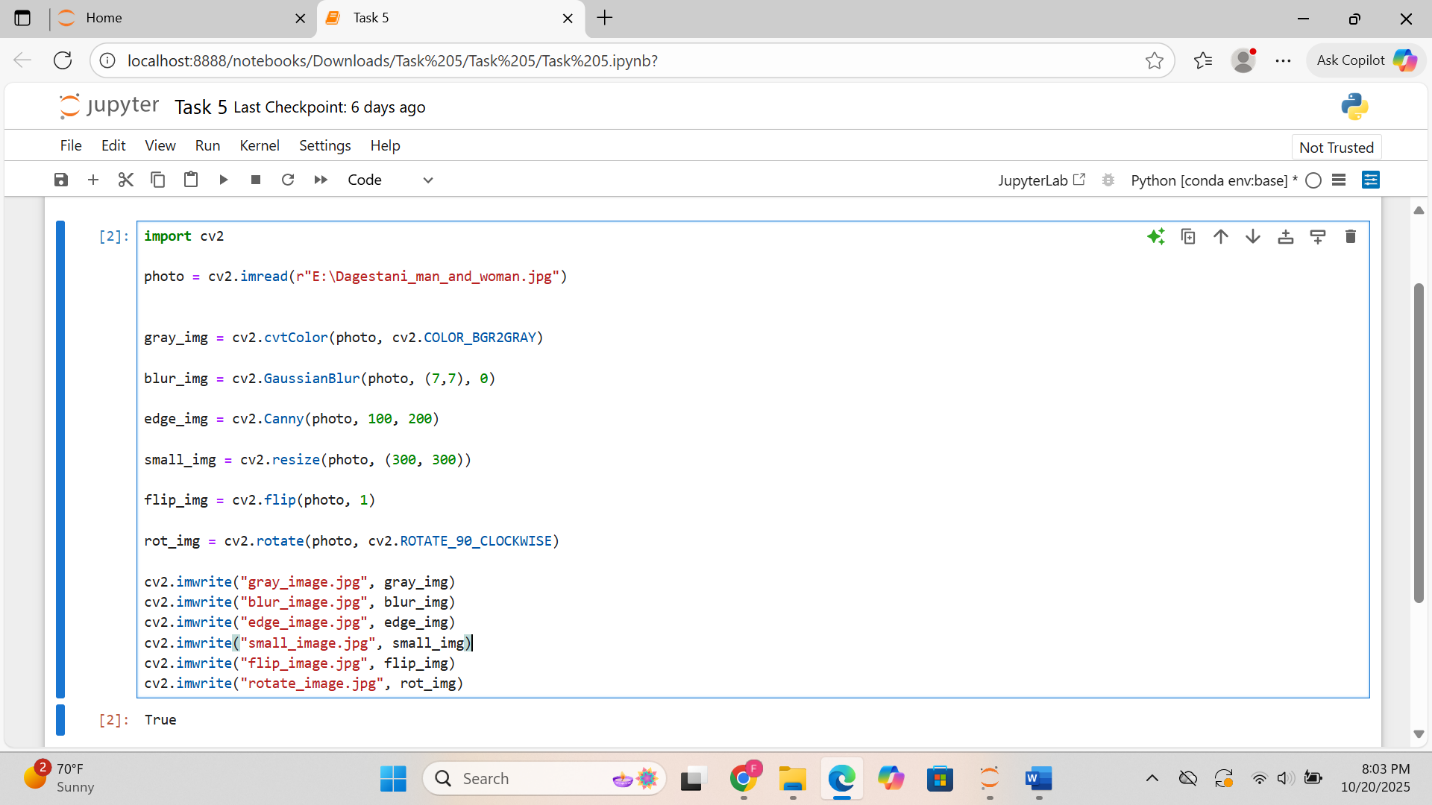 Home
Task 5
localhost:8888/notebooks/Downloads/Task%205/Task%205/Task%205.ipynb?
Ask Copilot
jupyter Task 5 Last Checkpoint: 6 days ago
File Edit View Run Kernel Settings Help
Not Trusted
Code
JupyterLab
Python [conda env:base] *
[2]: import cv2
photo = cv2.imread(r"E:\Dagestani_man_and_woman.jpg")
gray_img = cv2.cvtColor(photo, cv2.COLOR_BGR2GRAY)
blur_img = cv2.GaussianBlur(photo, (7,7), 0)
edge_img = cv2.Canny(photo, 100, 200)
small_img = cv2.resize(photo, (300, 300))
flip_img = cv2.flip(photo, 1)
rot_img = cv2.rotate(photo, cv2.ROTATE_90_CLOCKWISE)
cv2.imwrite("gray_image.jpg", gray_img)
cv2.imwrite("blur_image.jpg", blur_img)
cv2.imwrite("edge_image.jpg", edge_img)
cv2.imwrite("small_image.jpg", small_img)
cv2.imwrite("flip_image.jpg", flip_img)
cv2.imwrite("rotate_image.jpg", rot_img)
[2]: True
2
70°F
Sunny
Search
F
8:03 PM
10/20/2025